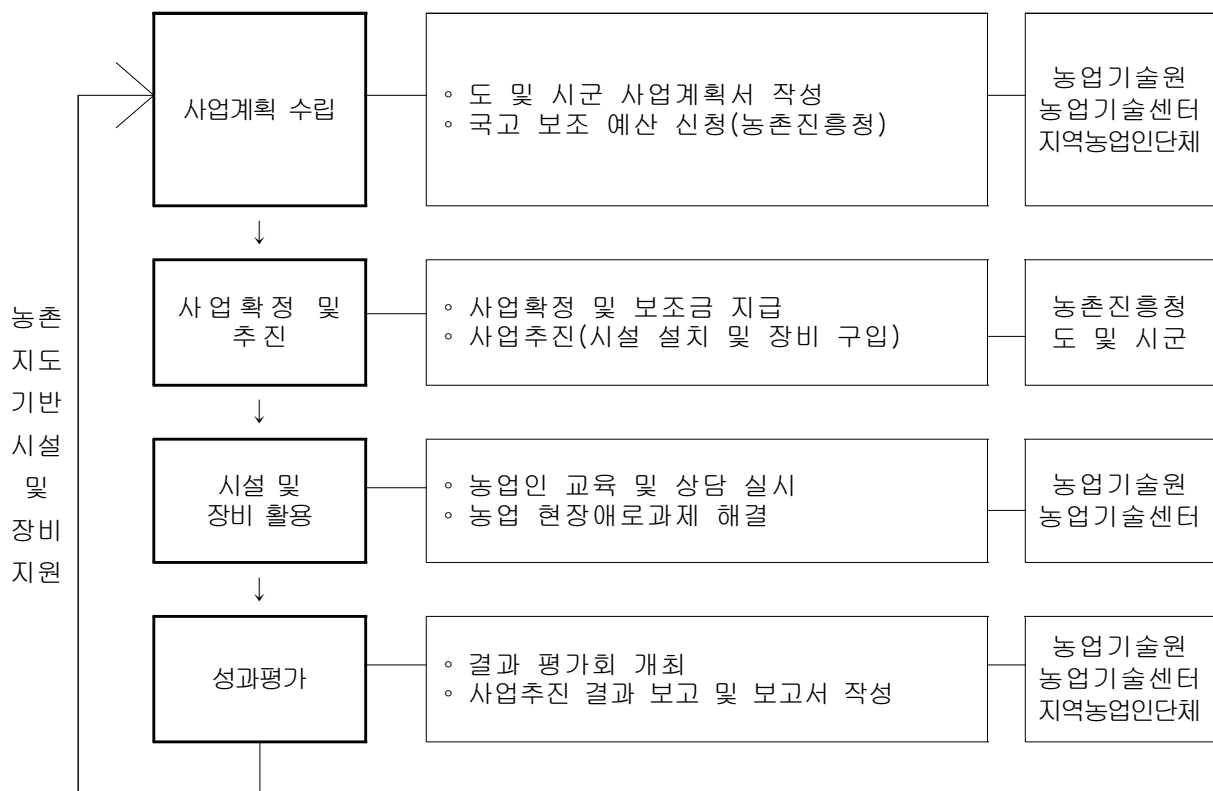 사업계획 수립
◦ 도 및 시군 사업계획서 작성
◦ 국고 보조 예산 신청(농촌진흥청)
농업기술원
농업기술센터
지역농업인단체
↓
사업확정 및
추진
◦ 사업확정 및 보조금 지급
◦ 사업추진(시설 설치 및 장비 구입)
농촌진흥청
도 및 시군
↓
시설 및
장비 활용
◦ 농업인 교육 및 상담 실시
◦ 농업 현장애로과제 해결
농업기술원
농업기술센터
↓
성과평가
◦ 결과 평가회 개최
◦ 사업추진 결과 보고 및 보고서 작성
농업기술원
농업기술센터
지역농업인단체
농촌
지도
기반
시설
및
장비
지원